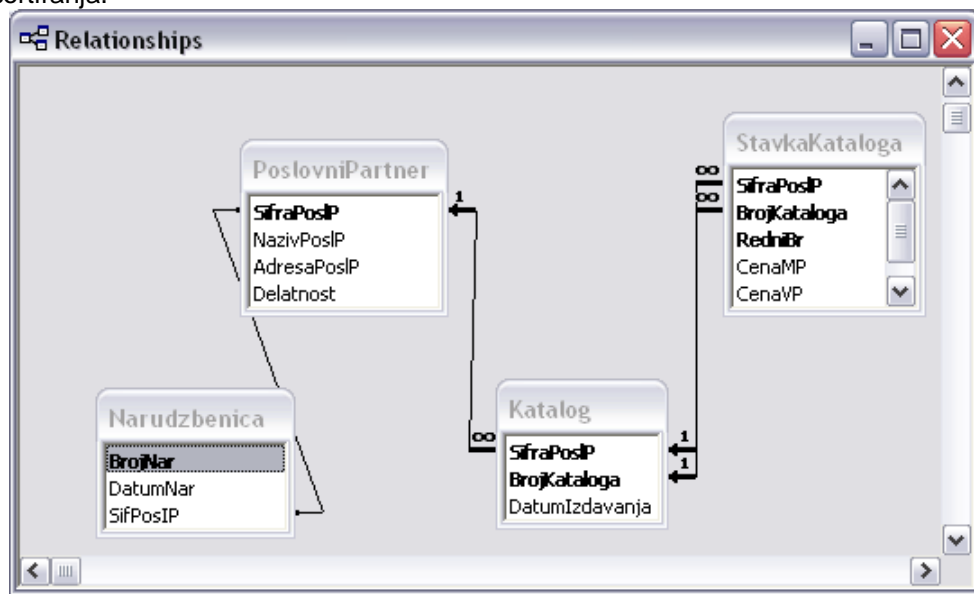 Relationships
PoslovniPartner
SifraPoslP
NazivPoslP
AdresaPoslP
Delatnost
1
StavkaKataloga
SifraPoslP
BrojKataloga
RedniBr
CenaMP
CenaVP
∞
∞
Narudzbenica
BrojNar
DatumNar
SifPosIP
Katalog
SifraPoslP
BrojKataloga
DatumIzdavanja
∞
1
1